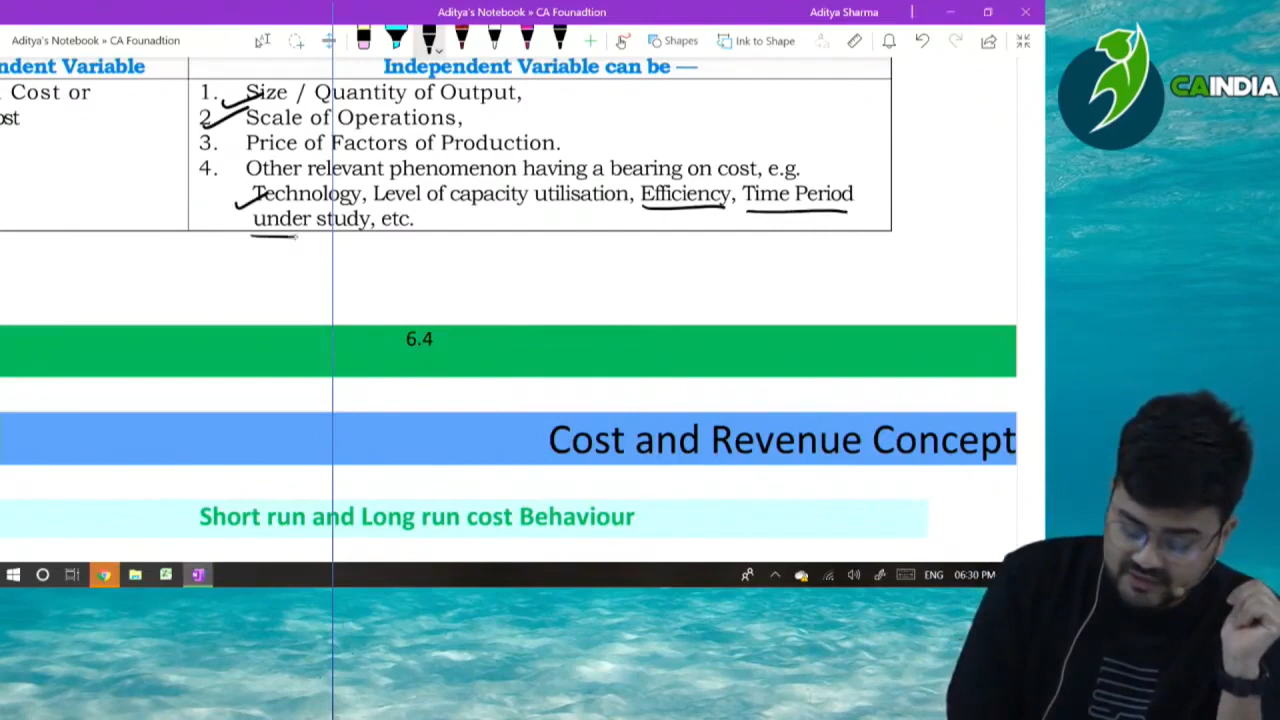 Aditya's Notebook » CA Founadtion
Aditya Sharma
Aditya's Notebook » CA Founadtion
Shapes
Ink to Shape
CAINDIA
ndent Variable
Independent Variable can be —
Cost or
ost
1. Size / Quantity of Output,
2. Scale of Operations,
3. Price of Factors of Production.
4. Other relevant phenomenon having a bearing on cost, e.g.
Technology, Level of capacity utilisation, Efficiency, Time Period
under study, etc.
6.4
Cost and Revenue Concept
Short run and Long run cost Behaviour
ENG
06:30 PM